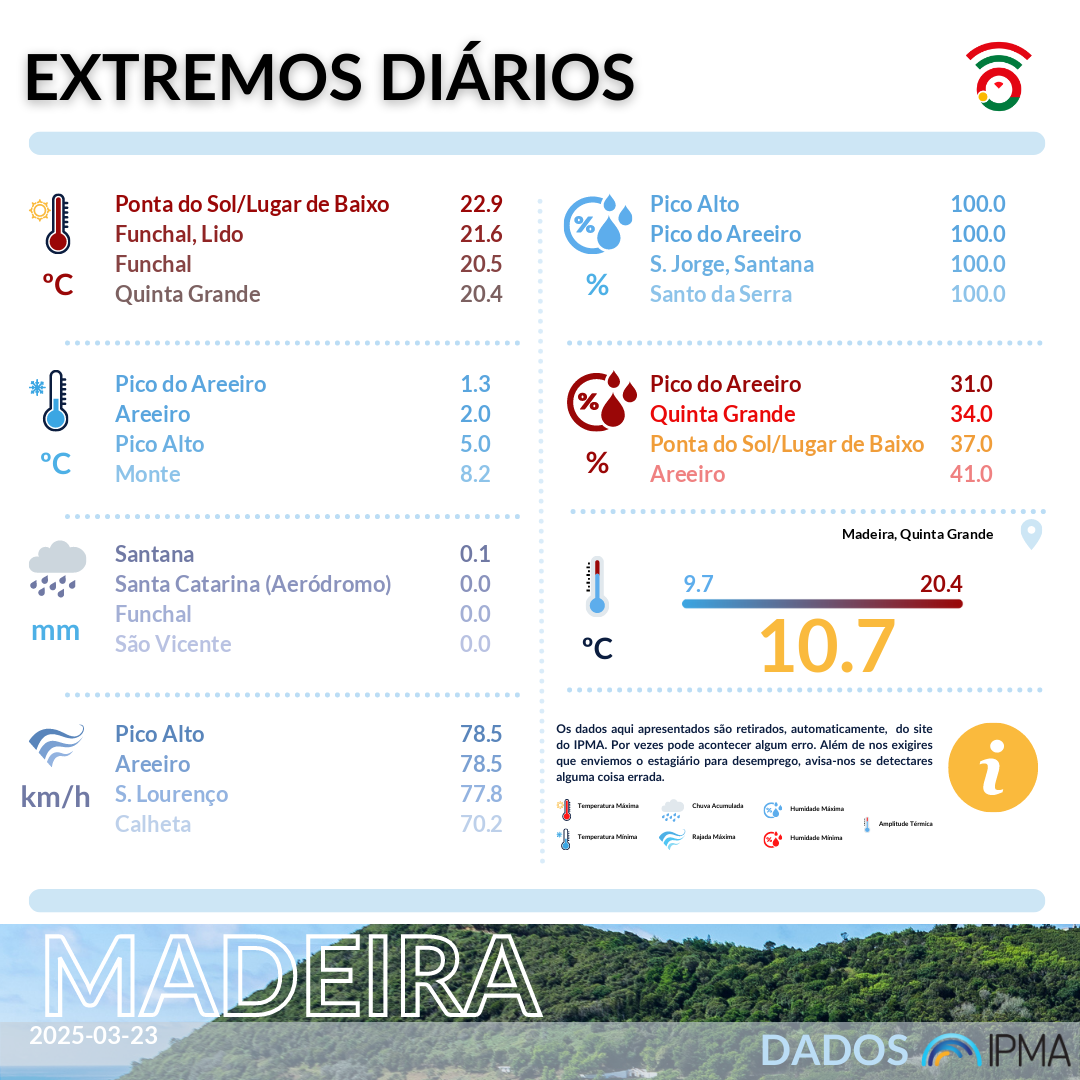 EXTREMOS DIÁRIOS
Ponta do Sol/Lugar de Baixo 22.9
Funchal, Lido 21.6
Funchal 20.5
Quinta Grande 20.4
ºC
Pico do Areeiro 1.3
Areeiro 2.0
Pico Alto 5.0
Monte 8.2
ºC
Santana 0.1
Santa Catarina (Aeródromo) 0.0
Funchal 0.0
São Vicente 0.0
mm
Pico Alto 78.5
Areeiro 78.5
S. Lourenço 77.8
Calheta 70.2
km/h
%
Pico Alto 100.0
Pico do Areeiro 100.0
S. Jorge, Santana 100.0
Santo da Serra 100.0
%
%
Pico do Areeiro 31.0
Quinta Grande 34.0
Ponta do Sol/Lugar de Baixo 37.0
Areeiro 41.0
%
Madeira, Quinta Grande
9.7 20.4
10.7
ºC
Os dados aqui apresentados são retirados, automaticamente, do site
do IPMA. Por vezes pode acontecer algum erro. Além de nos exigires
que enviemos o estagiário para desemprego, avisa-nos se detectares
alguma coisa errada.
i
Temperatura Máxima
Chuva Acumulada
Humidade Máxima
Amplitude Térmica
Temperatura Mínima
Rajada Máxima
Humidade Mínima
MADEIRA
2025-03-23
DADOS IPMA